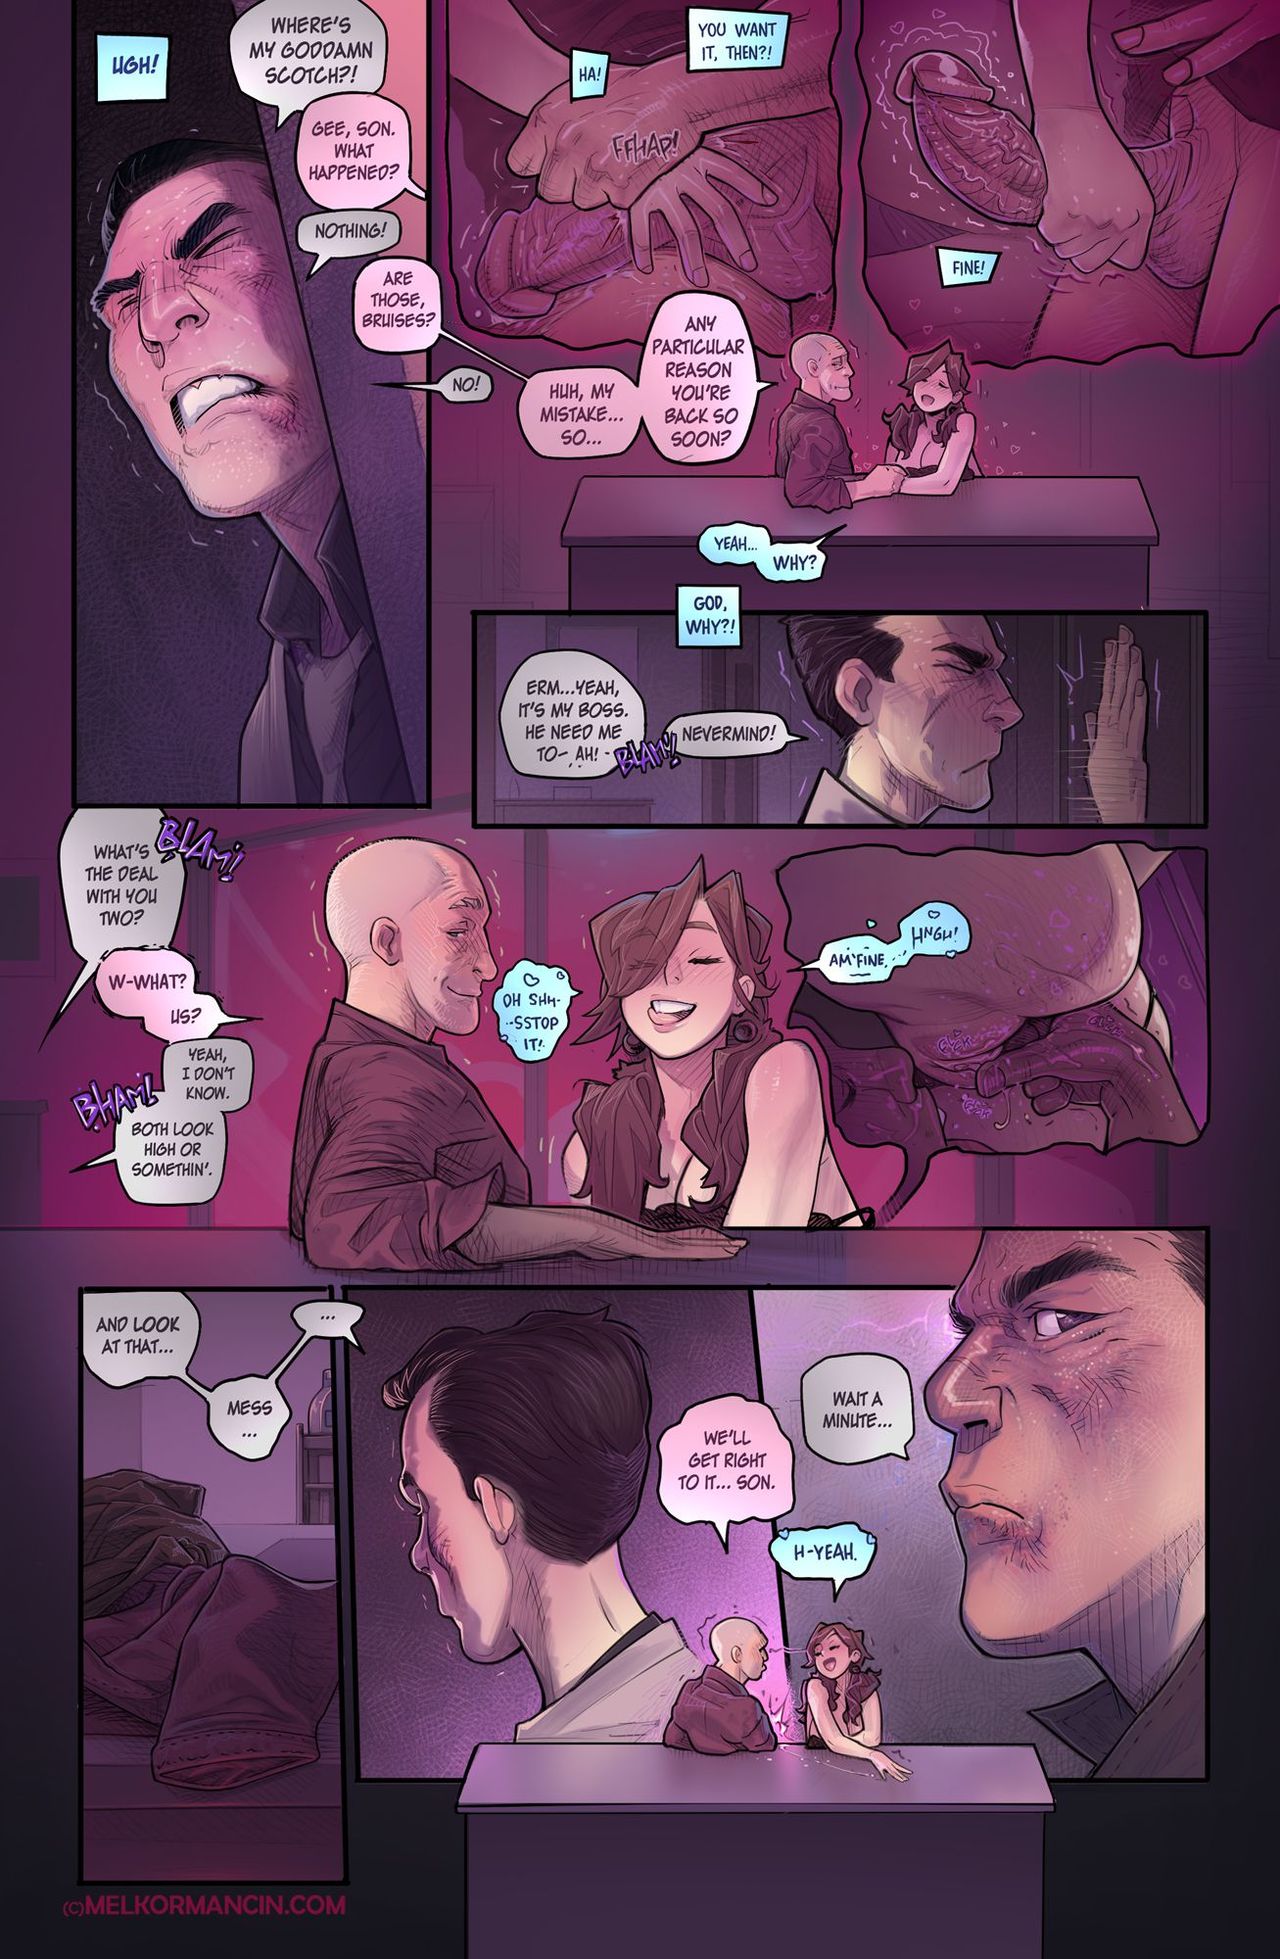 UGH!
WHERE'S
MY GODDAMN
SCOTCH?!
GEE, SON.
WHAT
HAPPENED?
NOTHING!
ARE
THOSE,
BRUISES?
NO!
HUH, MY
MISTAKE...
SO...
ANY
PARTICULAR
REASON
YOU'RE
BACK SO
SOON?
HA!
YOU WANT
IT, THEN?!
FFHAP!
FINE!
YEAH...
WHY?
GOD,
WHY?!
ERM...YEAH,
IT'S MY BOSS.
HE NEED ME
TO-, AH! -
BLAM!
NEVERMIND!
WHAT'S
THE DEAL
WITH YOU
TWO?
BLAM!
W-WHAT?
US?
YEAH,
I DON'T
KNOW.
BHAM!
BOTH LOOK
HIGH OR
SOMETHIN'.
OH SHH-
-SSTOP
IT!
AM'FINE...
HNGH!
AND LOOK
AT THAT...
MESS
...
...
WE'LL
GET RIGHT
TO IT... SON.
WAIT A
MINUTE...
H-YEAH.
(C)MELKORMANCIN.COM